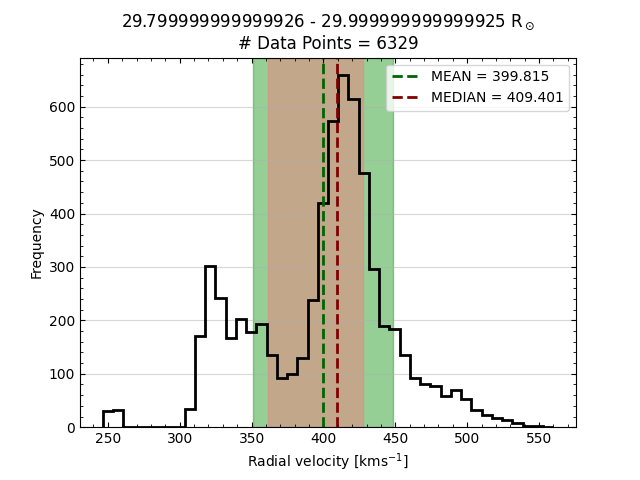 29.799999999999926 - 29.999999999999925 R⊙
# Data Points = 6329
MEAN = 399.815
MEDIAN = 409.401
Frequency
600
500
400
300
200
100
0
250 300 350 400 450 500 550
Radial velocity [kms⁻¹]